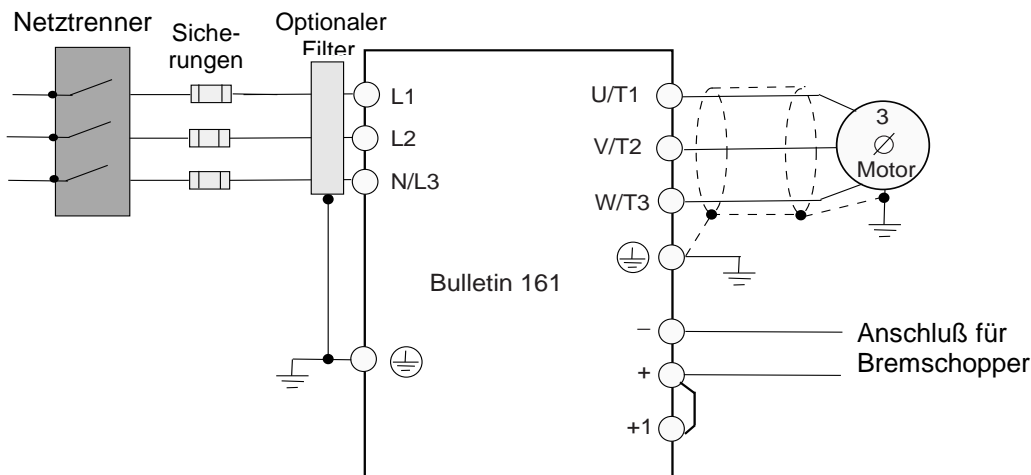 Netztrenner
Siche-
rungen
Optionaler
Filter
L1
L2
N/L3
U/T1
V/T2
W/T3
3
Motor
Bulletin 161
–
+
+1
Anschluß für
Bremschopper